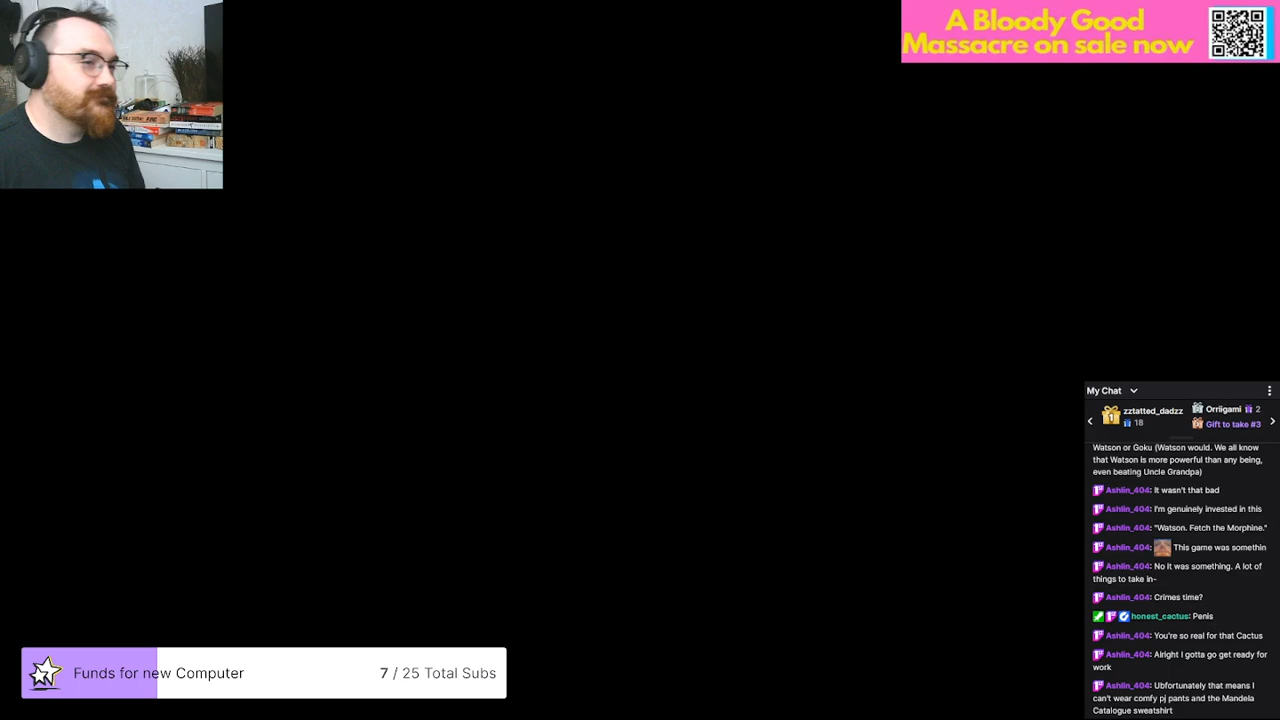 A Bloody Good
Massacre on sale now
My Chat
zztatted_dadzz
18
Orriigami 2
Gift to take #3
Watson or Goku (Watson would. We all know
that Watson is more powerful than any being,
even beating Uncle Grandpa)
Ashlin_404: It wasn't that bad
Ashlin_404: I'm genuinely invested in this
Ashlin_404: "Watson. Fetch the Morphine."
Ashlin_404: This game was somethin
Ashlin_404: No it was something. A lot of
things to take in-
Ashlin_404: Crimes time?
honest_cactus: Penis
Ashlin_404: You're so real for that Cactus
Ashlin_404: Alright I gotta go get ready for
work
Ashlin_404: Ubfortunately that means I
can't wear comfy pj pants and the Mandela
Catalogue sweatshirt
Funds for new Computer
7 / 25 Total Subs